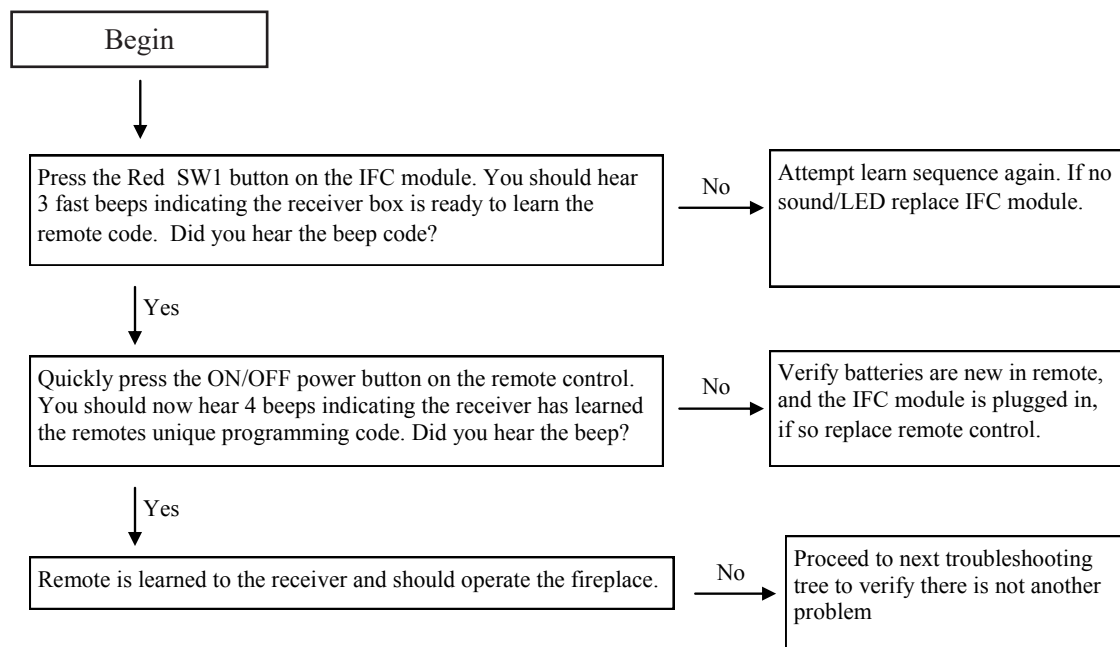 Begin
Press the Red  SW1 button on the IFC module. You should hear
3 fast beeps indicating the receiver box is ready to learn the
remote code.  Did you hear the beep code?
No
Attempt learn sequence again. If no
sound/LED replace IFC module.
Yes
Quickly press the ON/OFF power button on the remote control.
You should now hear 4 beeps indicating the receiver has learned
the remotes unique programming code. Did you hear the beep?
No
Verify batteries are new in remote,
and the IFC module is plugged in,
if so replace remote control.
Yes
Remote is learned to the receiver and should operate the fireplace.
No
Proceed to next troubleshooting
tree to verify there is not another
problem